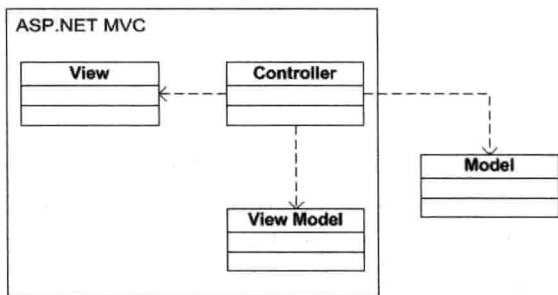 ASP.NET MVC
View
Controller
Model
View Model